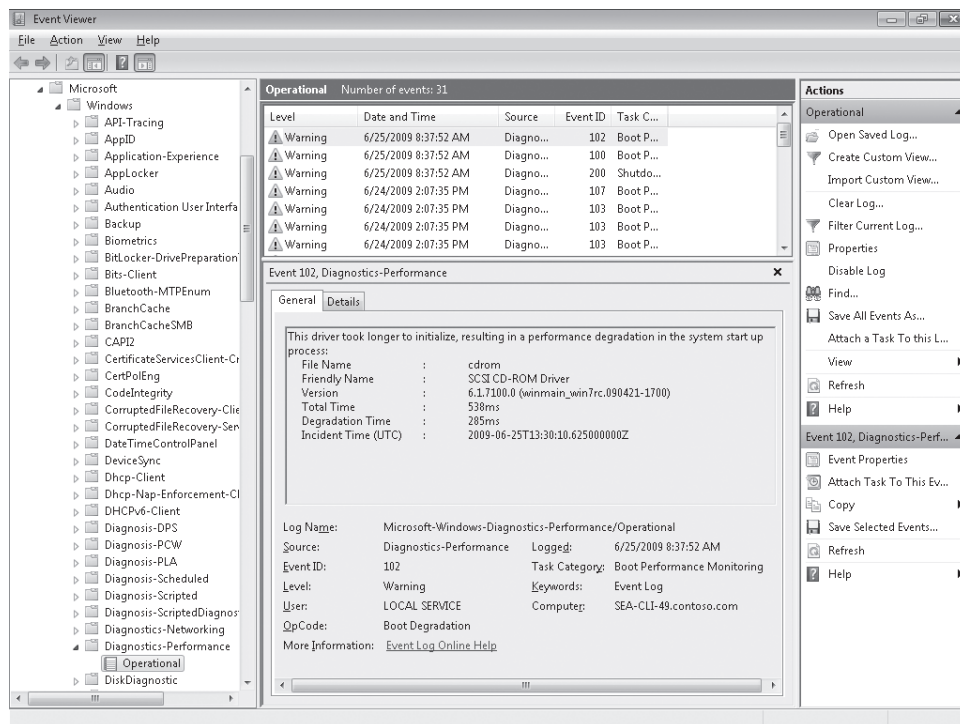 Event Viewer
File Action View Help
Microsoft
Windows
API-Tracing
AppID
Application-Experience
AppLocker
Audio
Authentication User Interfa
Backup
Biometrics
BitLocker-DrivePreparation
Bits-Client
Bluetooth-MTPEnum
BranchCache
BranchCacheSMB
CAPI2
CertificateServicesClient-Cr
CertPolEng
CodeIntegrity
CorruptedFileRecovery-Clie
CorruptedFileRecovery-Serv
DateTimeControlPanel
DeviceSync
Dhcp-Client
Dhcp-Nap-Enforcement-Cl
DHCPv6-Client
Diagnosis-DPS
Diagnosis-PCW
Diagnosis-PLA
Diagnosis-Scheduled
Diagnosis-Scripted
Diagnosis-ScriptedDiagnos
Diagnostics-Networking
Diagnostics-Performance
Operational
DiskDiagnostic
Operational Number of events: 31
Level Date and Time Source Event ID Task C...
Warning 6/25/2009 8:37:52 AM Diagno... 102 Boot P...
Warning 6/25/2009 8:37:52 AM Diagno... 100 Boot P...
Warning 6/25/2009 8:37:52 AM Diagno... 200 Shutdo...
Warning 6/24/2009 2:07:35 PM Diagno... 107 Boot P...
Warning 6/24/2009 2:07:35 PM Diagno... 103 Boot P...
Warning 6/24/2009 2:07:35 PM Diagno... 103 Boot P...
Warning 6/24/2009 2:07:35 PM Diagno... 103 Boot P...
Event 102, Diagnostics-Performance
General Details
This driver took longer to initialize, resulting in a performance degradation in the system start up
process:
File Name : cdrom
Friendly Name : SCSI CD-ROM Driver
Version : 6.1.7100.0 (winmain_win7rc.090421-1700)
Total Time : 538ms
Degradation Time : 285ms
Incident Time (UTC) : 2009-06-25T13:30:10.625000000Z
Log Name: Microsoft-Windows-Diagnostics-Performance/Operational
Source: Diagnostics-Performance Logged: 6/25/2009 8:37:52 AM
Event ID: 102 Task Category: Boot Performance Monitoring
Level: Warning Keywords: Event Log
User: LOCAL SERVICE Computer: SEA-CLI-49.contoso.com
OpCode: Boot Degradation
More Information: Event Log Online Help
Actions
Operational
Open Saved Log...
Create Custom View...
Import Custom View...
Clear Log...
Filter Current Log...
Properties
Disable Log
Find...
Save All Events As...
Attach a Task To this L...
View
Refresh
Help
Event 102, Diagnostics-Perf...
Event Properties
Attach Task To This Ev...
Copy
Save Selected Events...
Refresh
Help